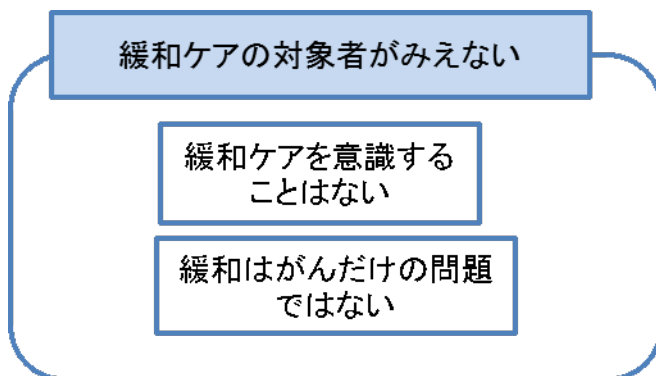 緩和ケアの対象者がみえない
緩和ケアを意識する
ことはない
緩和はがんだけの問題
ではない